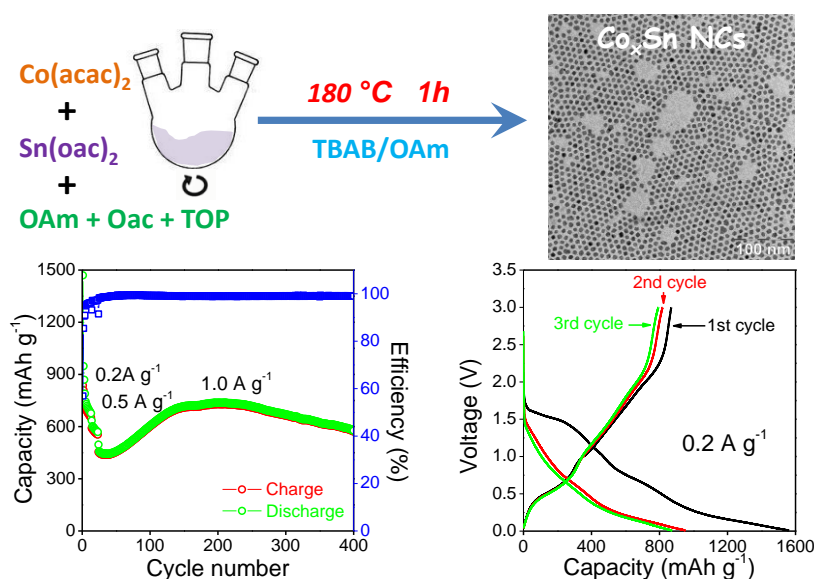 Co(acac)₂
+
Sn(oac)₂
+
OAm + Oac + TOP
180 °C 1h
TBAB/OAm
CoₓSn NCs
100 nm
1500
1200
900
600
300
0
Capacity (mAh g⁻¹)
0.2A g⁻¹
0.5 A g⁻¹
1.0 A g⁻¹
Charge
Discharge
100
80
60
40
20
0
Efficiency (%)
0 100 200 300 400
Cycle number
3.5
3.0
2.5
2.0
1.5
1.0
0.5
0.0
Voltage (V)
2nd cycle
3rd cycle
1st cycle
0.2 A g⁻¹
0 400 800 1200 1600
Capacity (mAh g⁻¹)